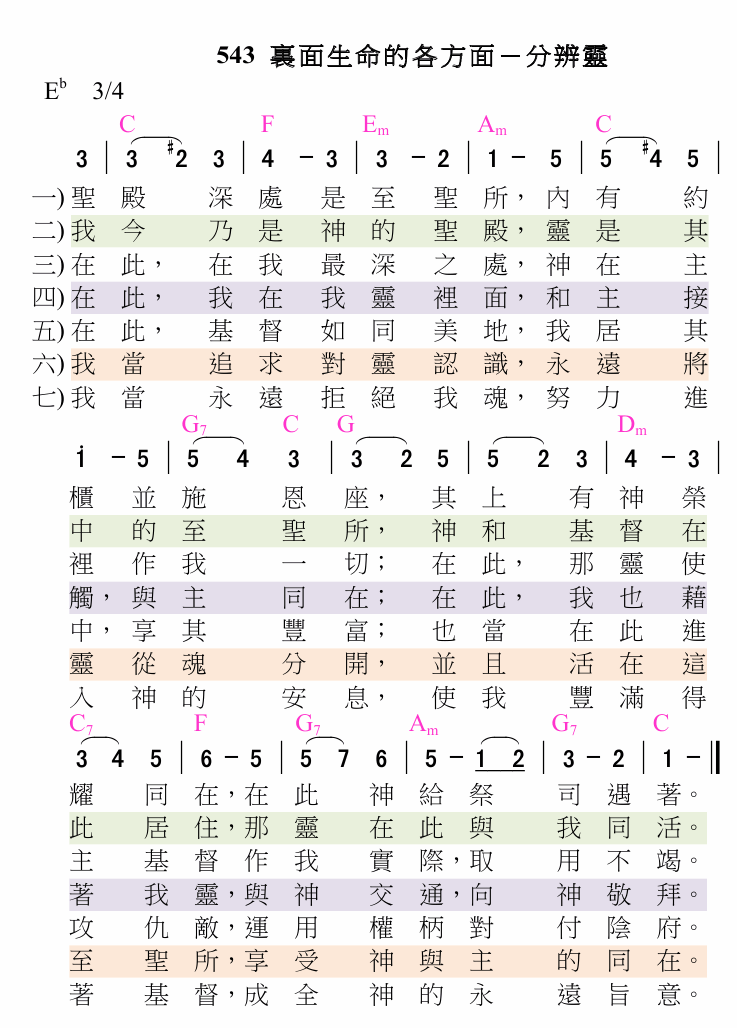 543 裏面生命的各方面－分辨靈
E♭ 3/4
C F Em Am C
3 | 3 #2 3 | 4 － 3 | 3 － 2 | 1 － 5 | 5 #4 5 |
一) 聖 殿 深 處 是 至 聖 所， 內 有 約
二) 我 今 乃 是 神 的 聖 殿， 靈 是 其
三) 在 此， 在 我 最 深 之 處， 神 在 主
四) 在 此， 我 在 我 靈 裡 面， 和 主 接
五) 在 此， 基 督 如 同 美 地， 我 居 其
六) 我 當 追 求 對 靈 認 識， 永 遠 將
七) 我 當 永 遠 拒 絕 我 魂， 努 力 進
G7 C G Dm
i － 5 | 5 4 3 | 3 2 5 | 5 2 3 | 4 － 3 |
櫃 並 施 恩 座， 其 上 有 神 榮
中 的 至 聖 所， 神 和 基 督 在
裡 作 我 一 切； 在 此， 那 靈 使
觸， 與 主 同 在； 在 此， 我 也 藉
中， 享 其 豐 富； 也 當 在 此 進
靈 從 魂 分 開， 並 且 活 在 這
入 神 的 安 息， 使 我 豐 滿 得
C7 F G7 Am G7 C
3 4 5 | 6 － 5 | 5 7 6 | 5 － 1 2 | 3 － 2 | 1 － ‖
耀 同 在，在 此 神 給 祭 司 遇 著。
此 居 住，那 靈 在 此 與 我 同 活。
主 基 督 作 我 實 際，取 用 不 竭。
著 我 靈，與 神 交 通，向 神 敬 拜。
攻 仇 敵，運 用 權 柄 對 付 陰 府。
至 聖 所，享 受 神 與 主 的 同 在。
著 基 督，成 全 神 的 永 遠 旨 意。